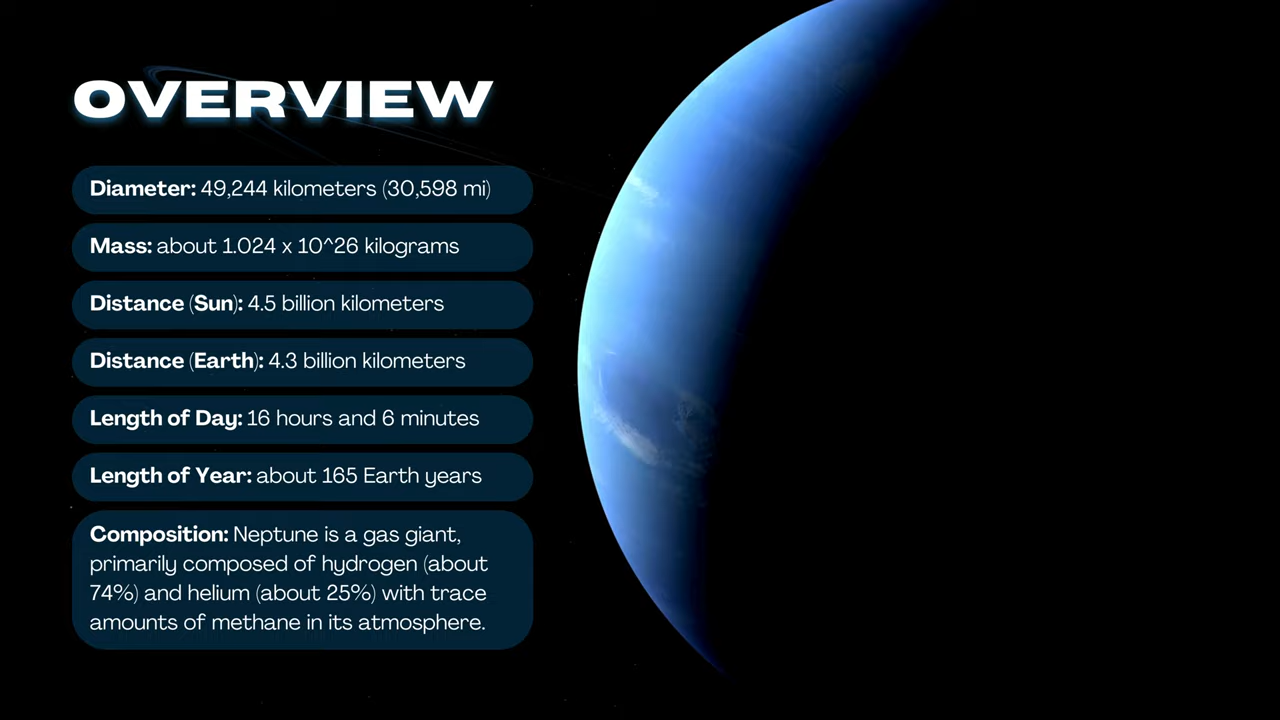 OVERVIEW
Diameter: 49,244 kilometers (30,598 mi)
Mass: about 1.024 x 10^26 kilograms
Distance (Sun): 4.5 billion kilometers
Distance (Earth): 4.3 billion kilometers
Length of Day: 16 hours and 6 minutes
Length of Year: about 165 Earth years
Composition: Neptune is a gas giant,
primarily composed of hydrogen (about
74%) and helium (about 25%) with trace
amounts of methane in its atmosphere.